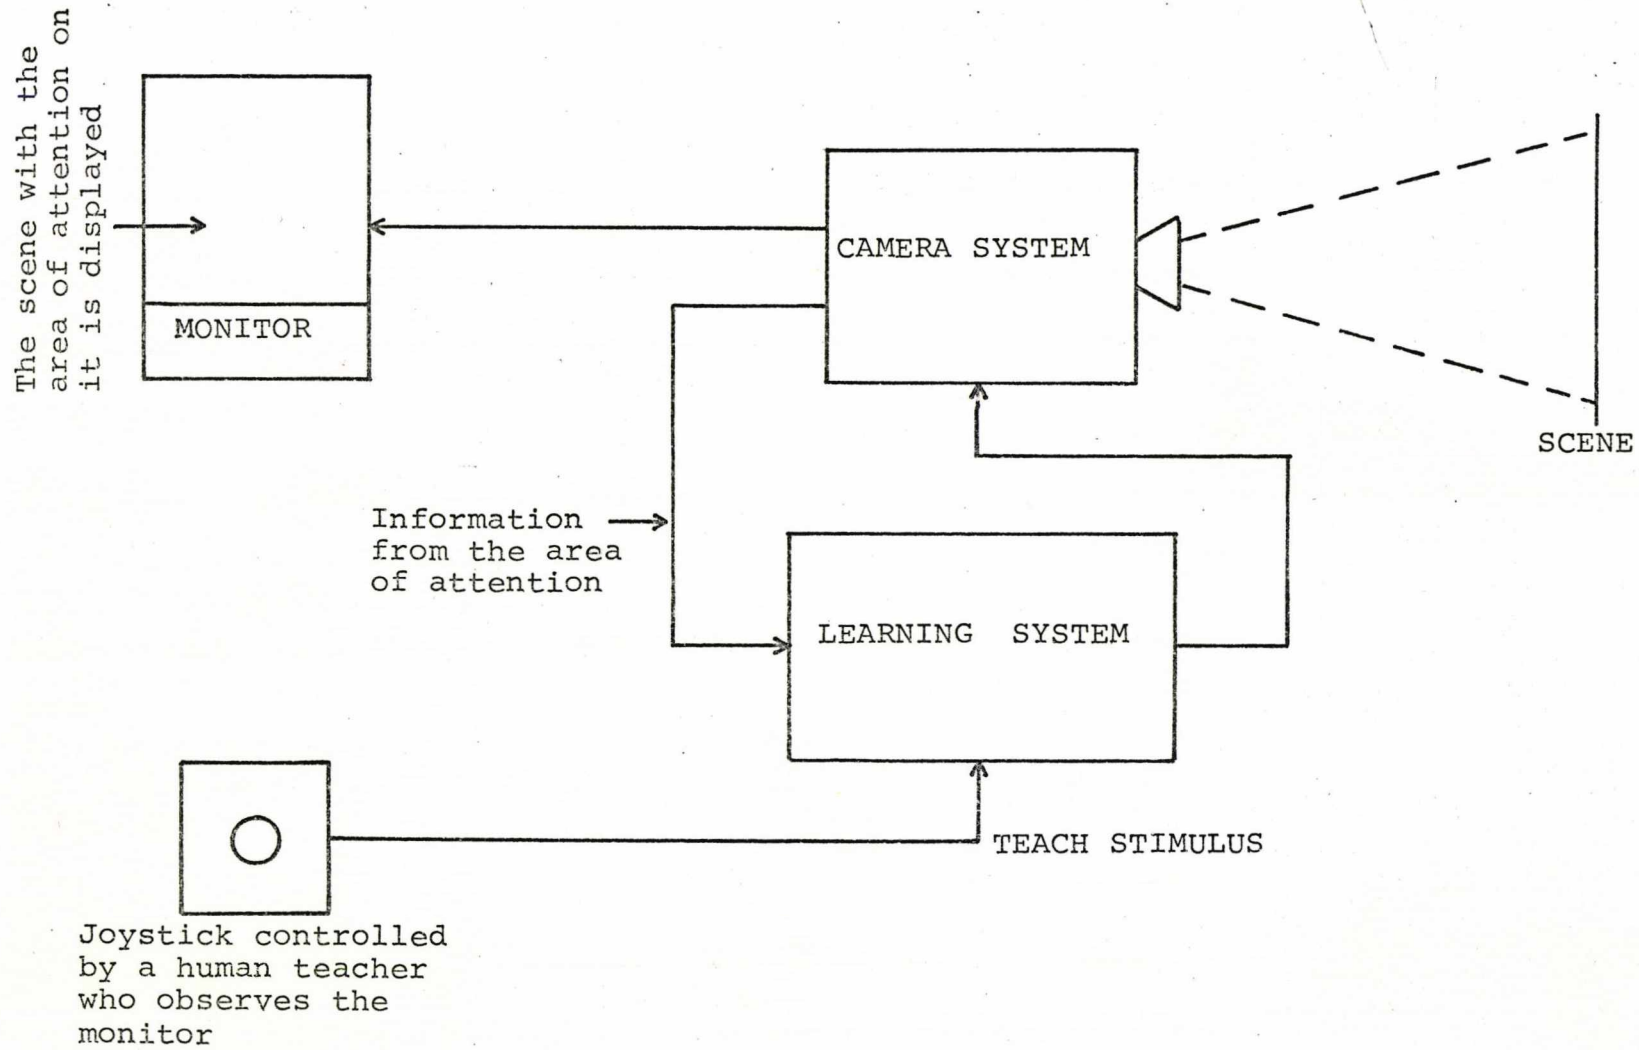 The scene with the
area of attention on
it is displayed
MONITOR
CAMERA SYSTEM
SCENE
Information
from the area
of attention
LEARNING SYSTEM
TEACH STIMULUS
Joystick controlled
by a human teacher
who observes the
monitor